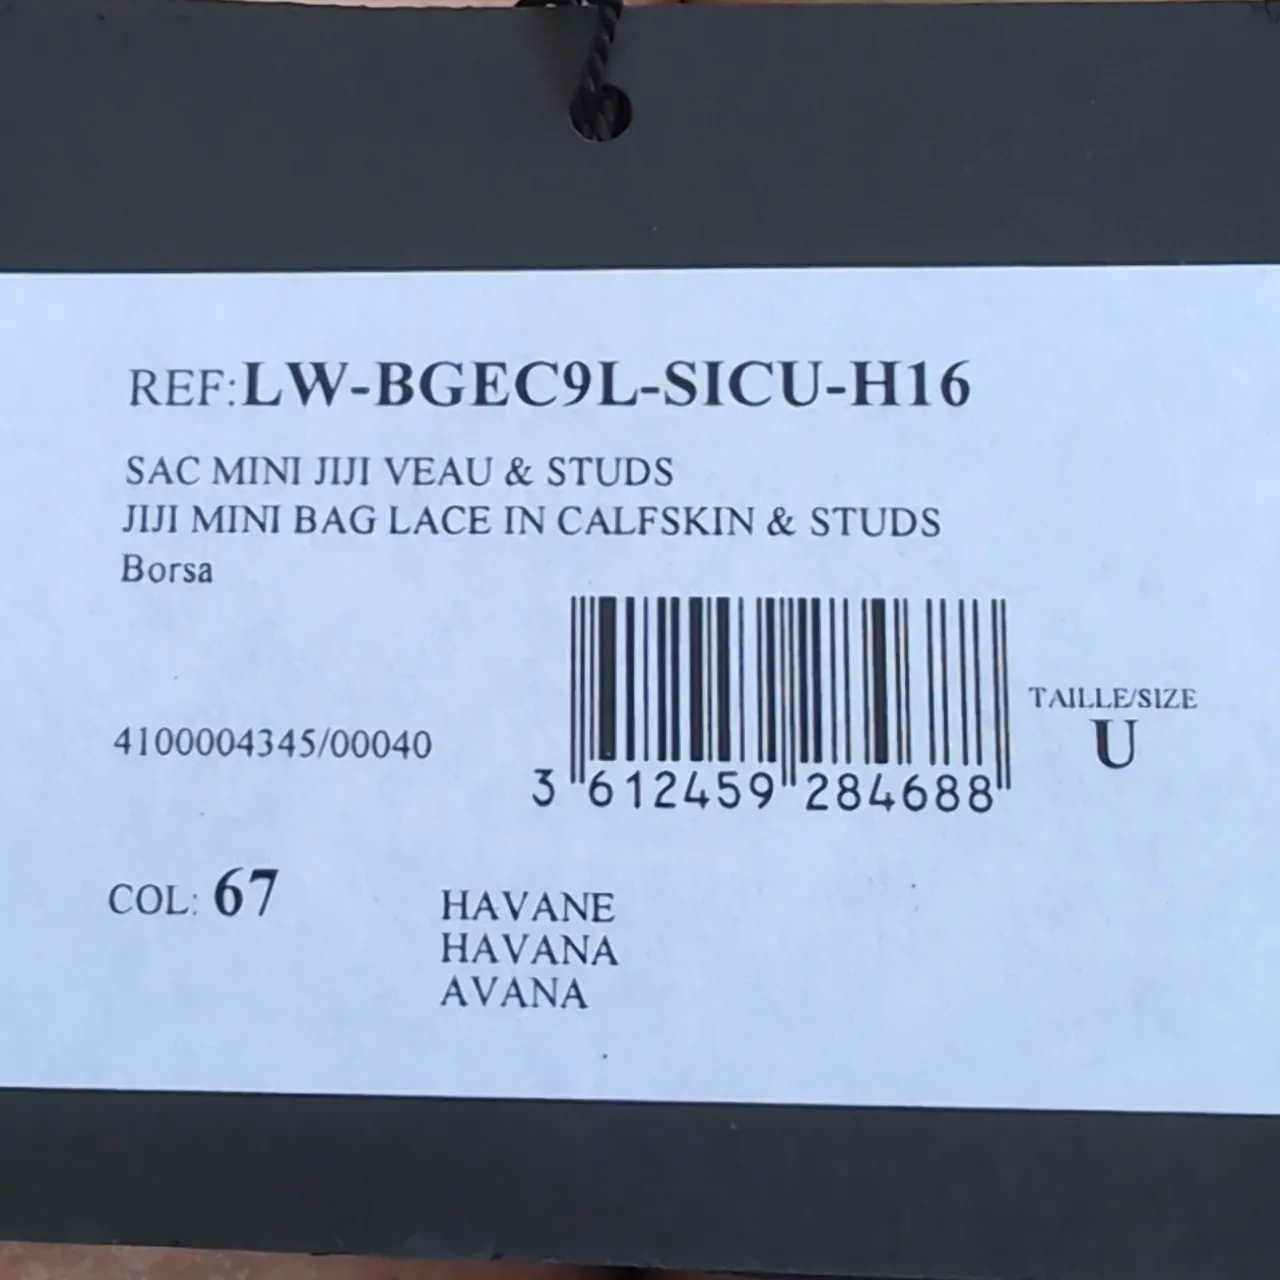 REF:LW-BGEC9L-SICU-H16
SAC MINI JIJI VEAU & STUDS
JIJI MINI BAG LACE IN CALFSKIN & STUDS
Borsa
TAILLE/SIZE
U
4100004345/00040
3 612459 284688
COL: 67
HAVANE
HAVANA
AVANA